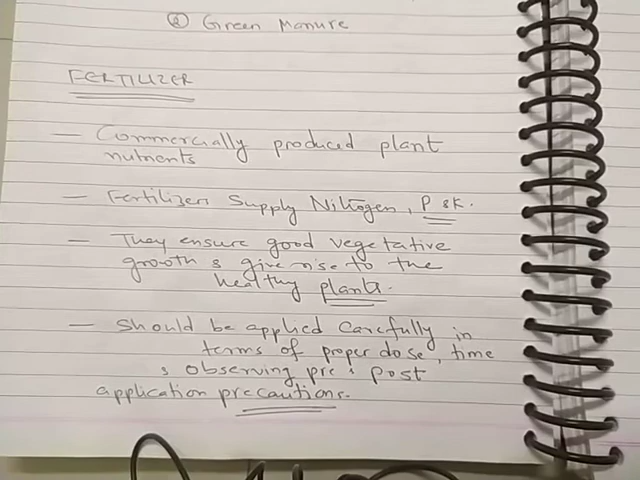 ② Green Manure
FERTILIZER
— Commercially produced plant
nutrients
— Fertilizers Supply Nitrogen, P & K.
— They ensure good vegetative
growth & give rise to the
healthy plants.
— Should be applied carefully in
terms of proper dose, time
& observing pre & post
application precautions.